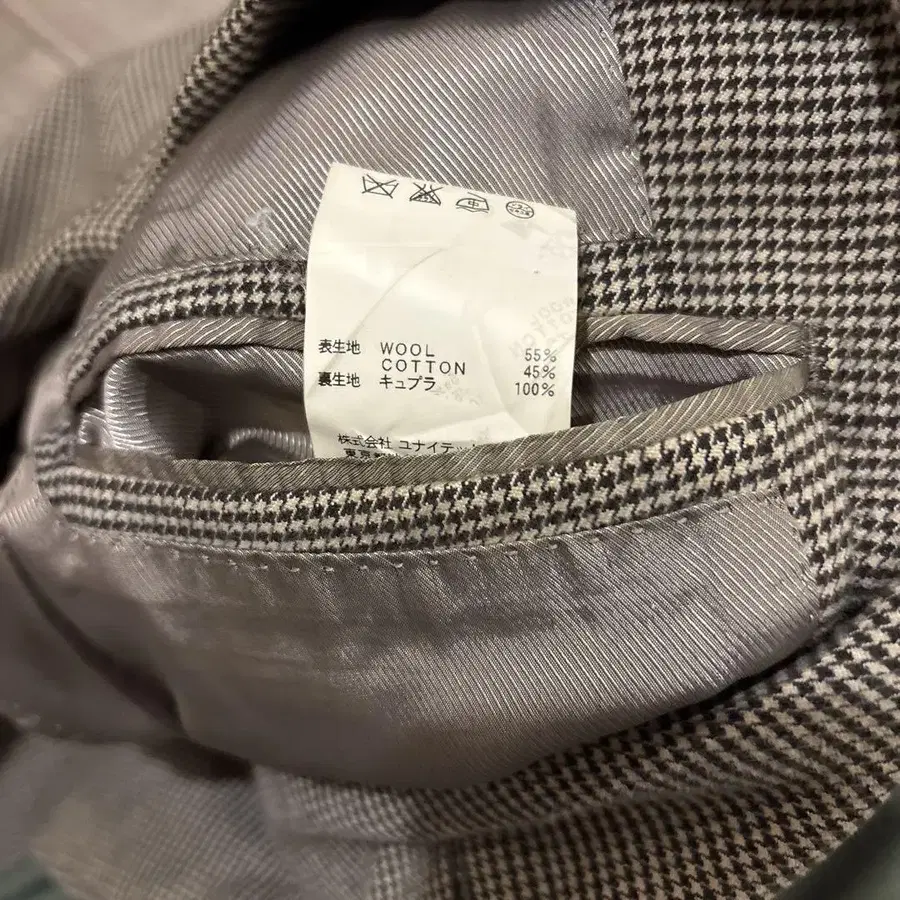 表生地 WOOL 55%
COTTON 45%
裏生地 キュプラ 100%
株式会社 ユナイテッ